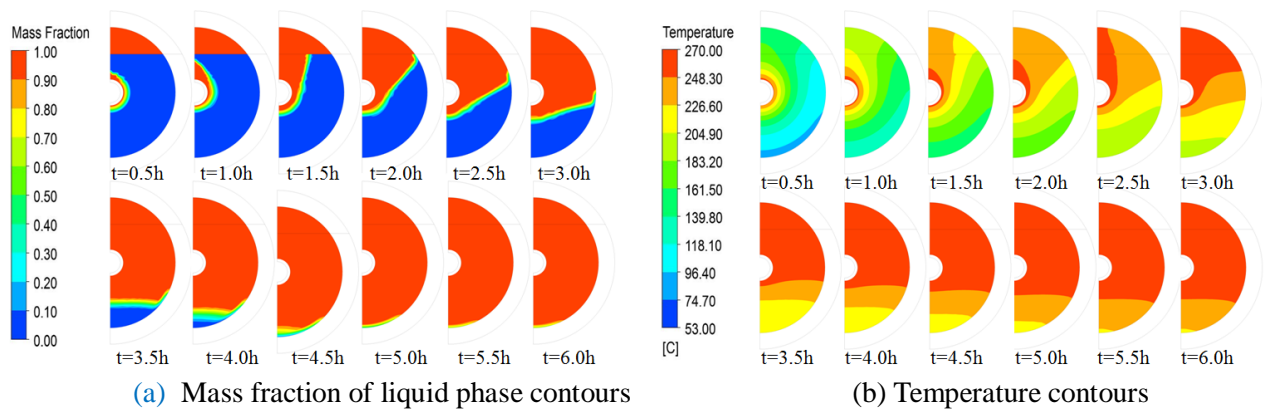 Mass Fraction
1.00
0.90
0.80
0.70
0.60
0.50
0.40
0.30
0.20
0.10
0.00
t=0.5h t=1.0h t=1.5h t=2.0h t=2.5h t=3.0h
t=3.5h t=4.0h t=4.5h t=5.0h t=5.5h t=6.0h
(a) Mass fraction of liquid phase contours
Temperature
270.00
248.30
226.60
204.90
183.20
161.50
139.80
118.10
96.40
74.70
53.00
[C]
t=0.5h t=1.0h t=1.5h t=2.0h t=2.5h t=3.0h
t=3.5h t=4.0h t=4.5h t=5.0h t=5.5h t=6.0h
(b) Temperature contours